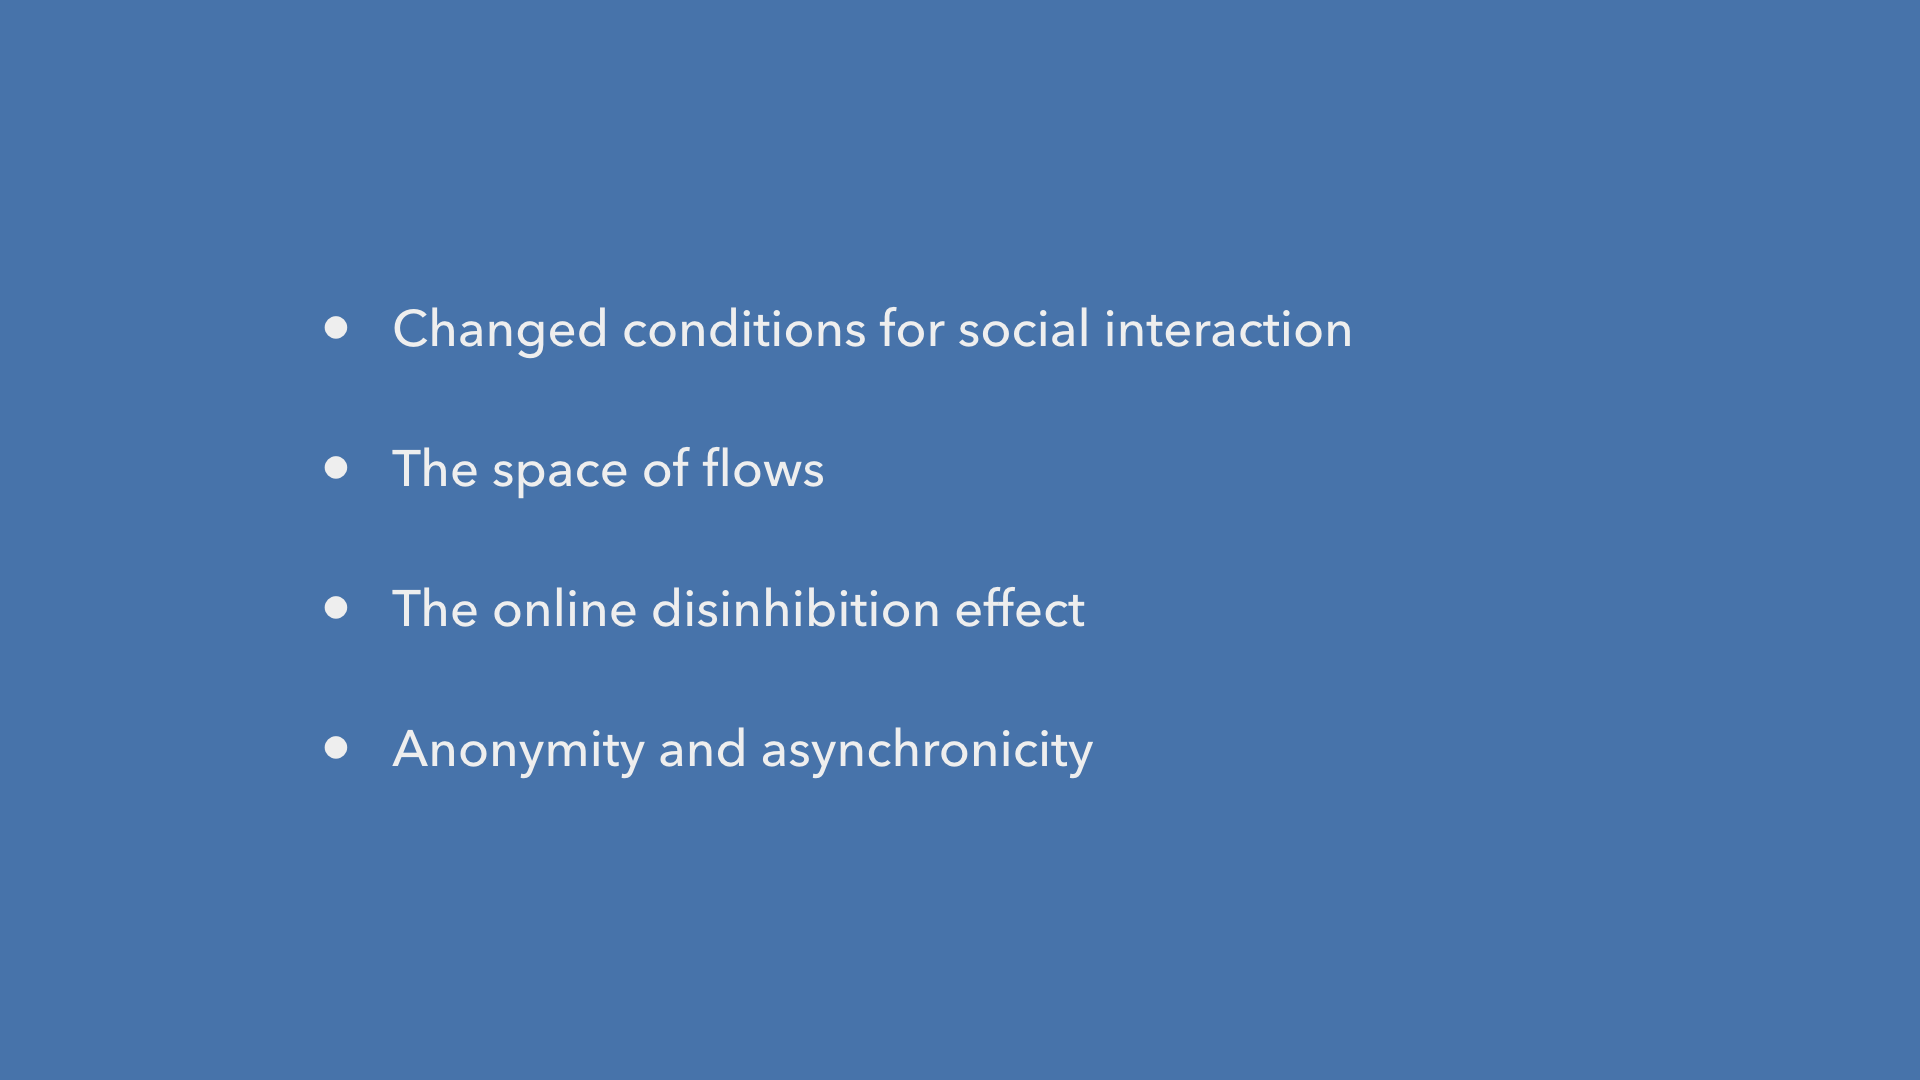 • Changed conditions for social interaction
• The space of flows
• The online disinhibition effect
• Anonymity and asynchronicity